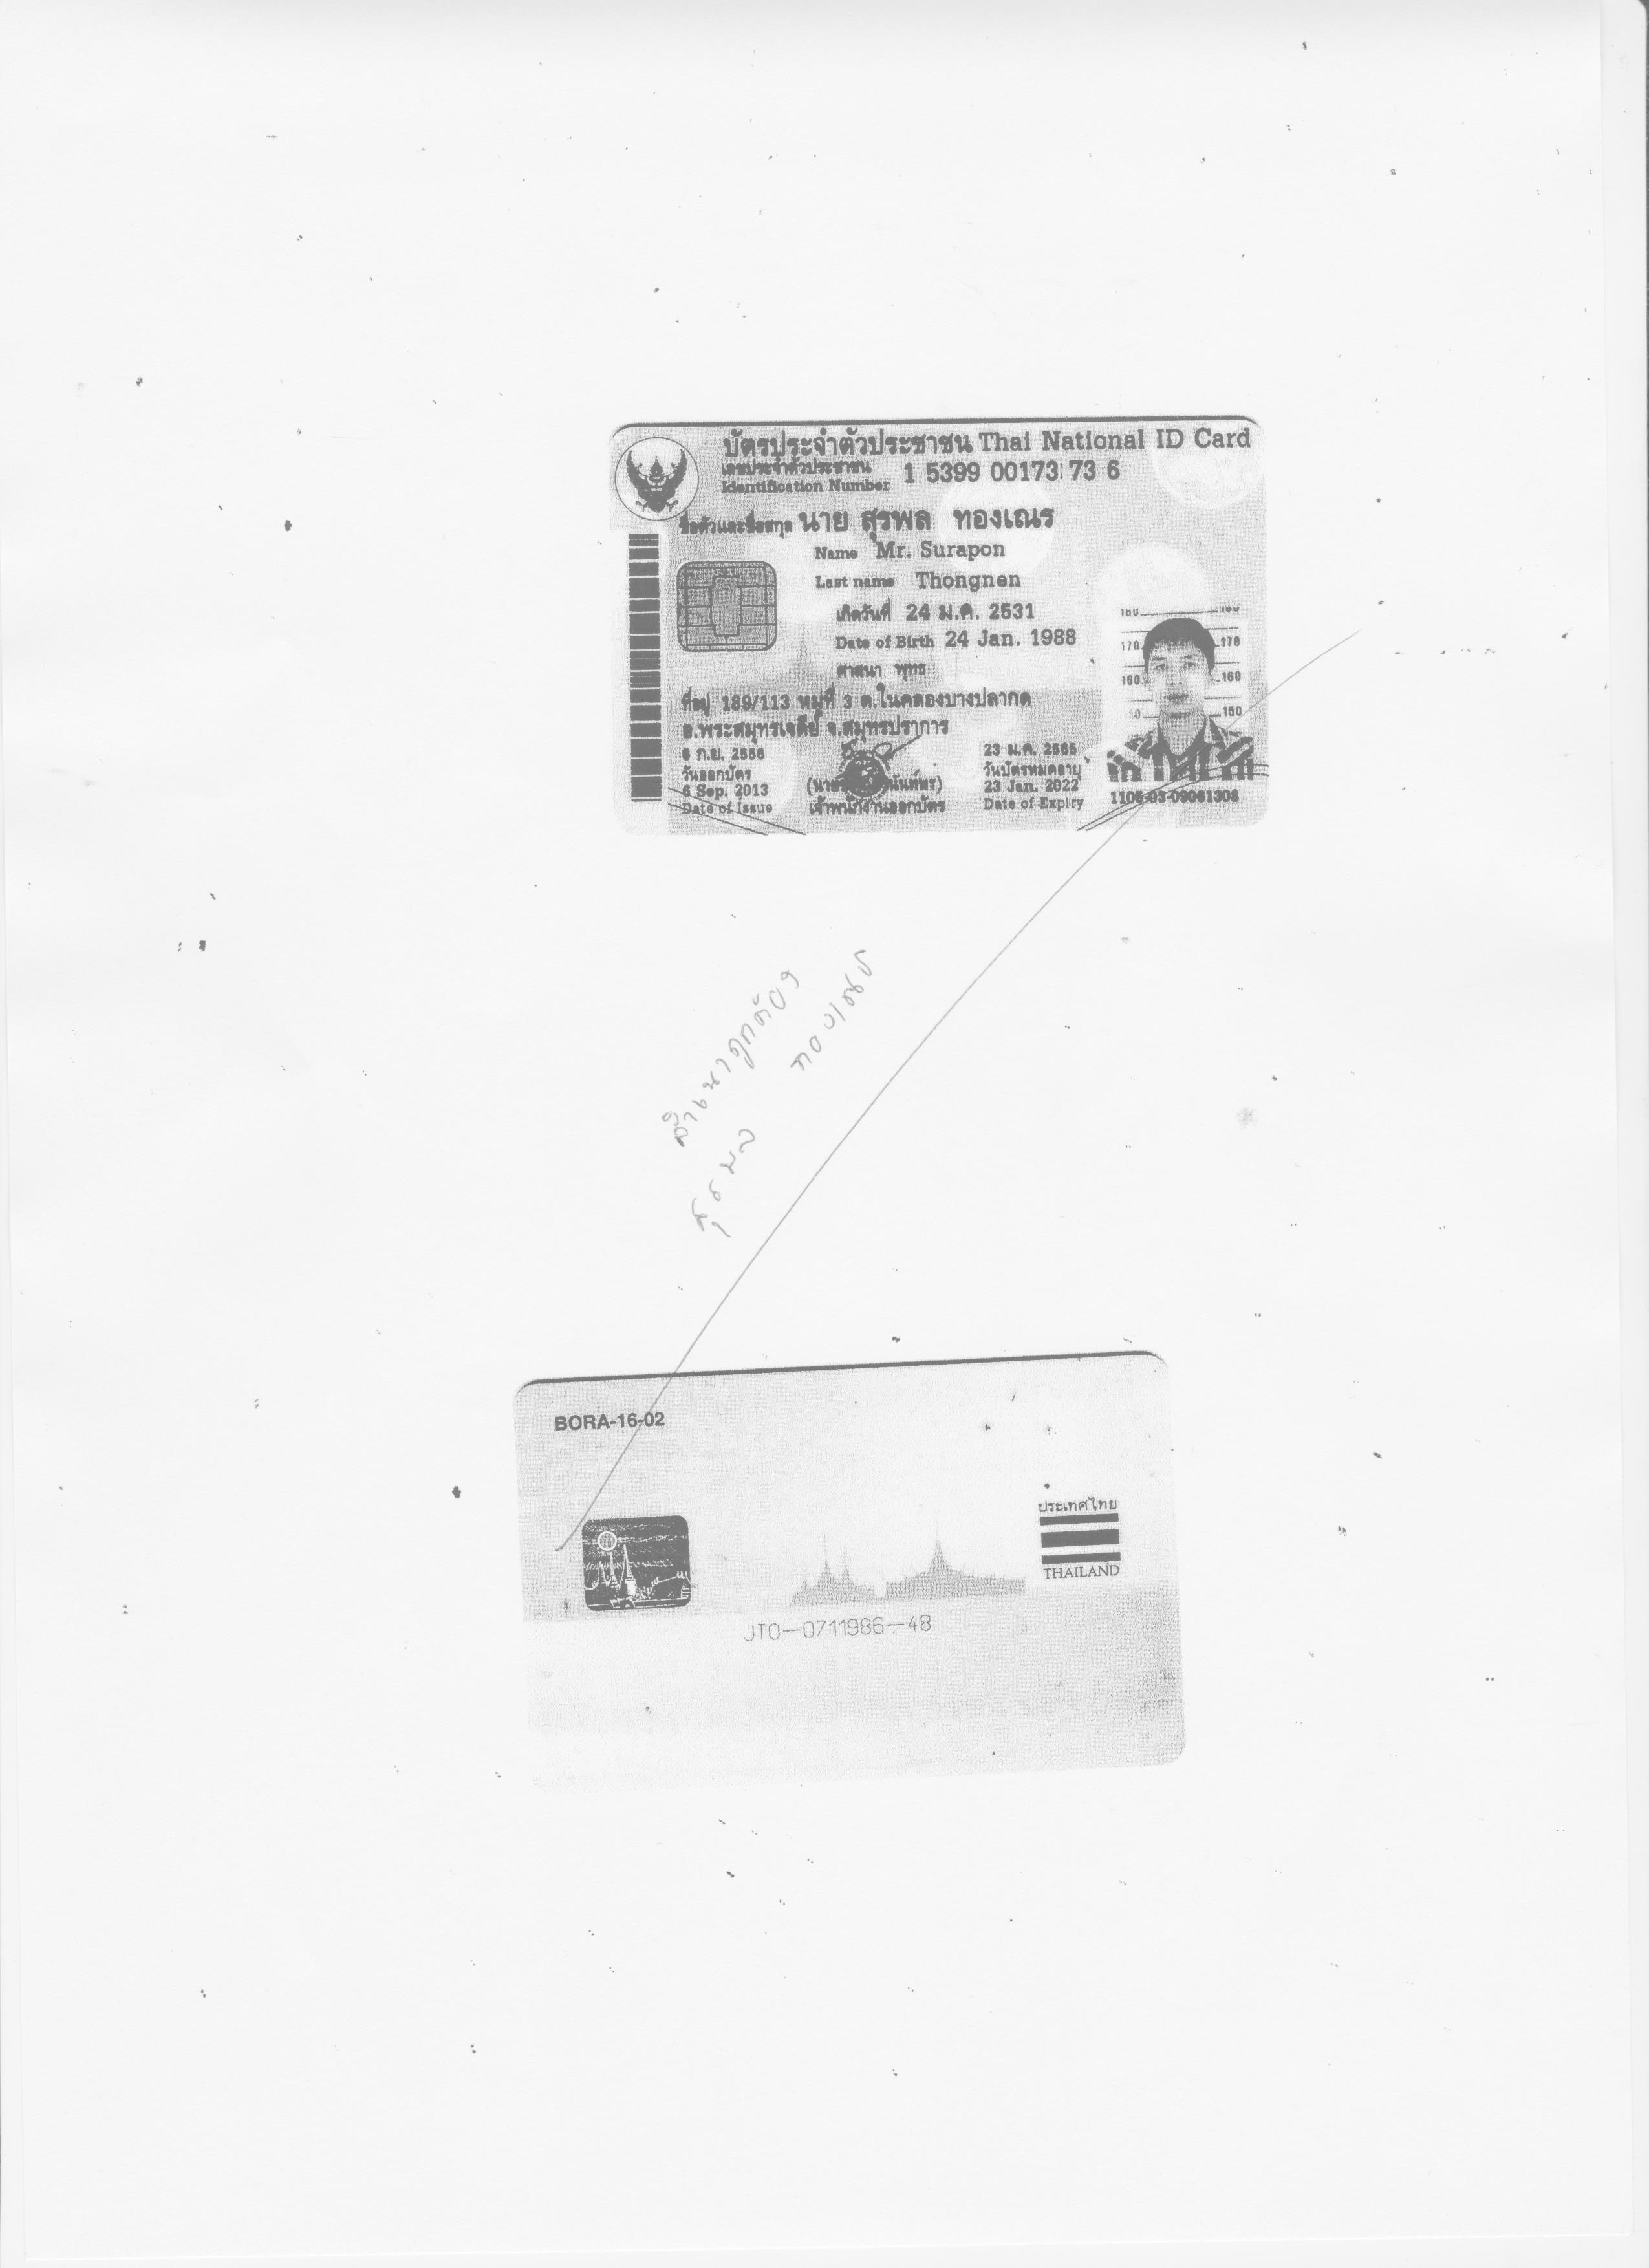 บัตรประจำตัวประชาชน Thai National ID Card
เลขประจำตัวประชาชน
Identification Number 1 5399 00173 73 6
ชื่อตัวและชื่อสกุล นาย สุรพล ทองเณร
Name Mr. Surapon
Last name Thongnen
เกิดวันที่ 24 ม.ค. 2531
Date of Birth 24 Jan. 1988
ศาสนา พุทธ
ที่อยู่ 189/113 หมู่ที่ 3 ต.ในคลองบางปลากด
อ.พระสมุทรเจดีย์ จ.สมุทรปราการ
6 ก.ย. 2556
วันออกบัตร
6 Sep. 2013
Date of Issue
เจ้าพนักงานออกบัตร
23 ม.ค. 2565
วันบัตรหมดอายุ
23 Jan. 2022
Date of Expiry
180 180
170 170
160 160
150
1106-03-09061308
สำเนาถูกต้อง
สุรพล ทองเณร
BORA-16-02
ประเทศไทย
THAILAND
JT0-0711986-48